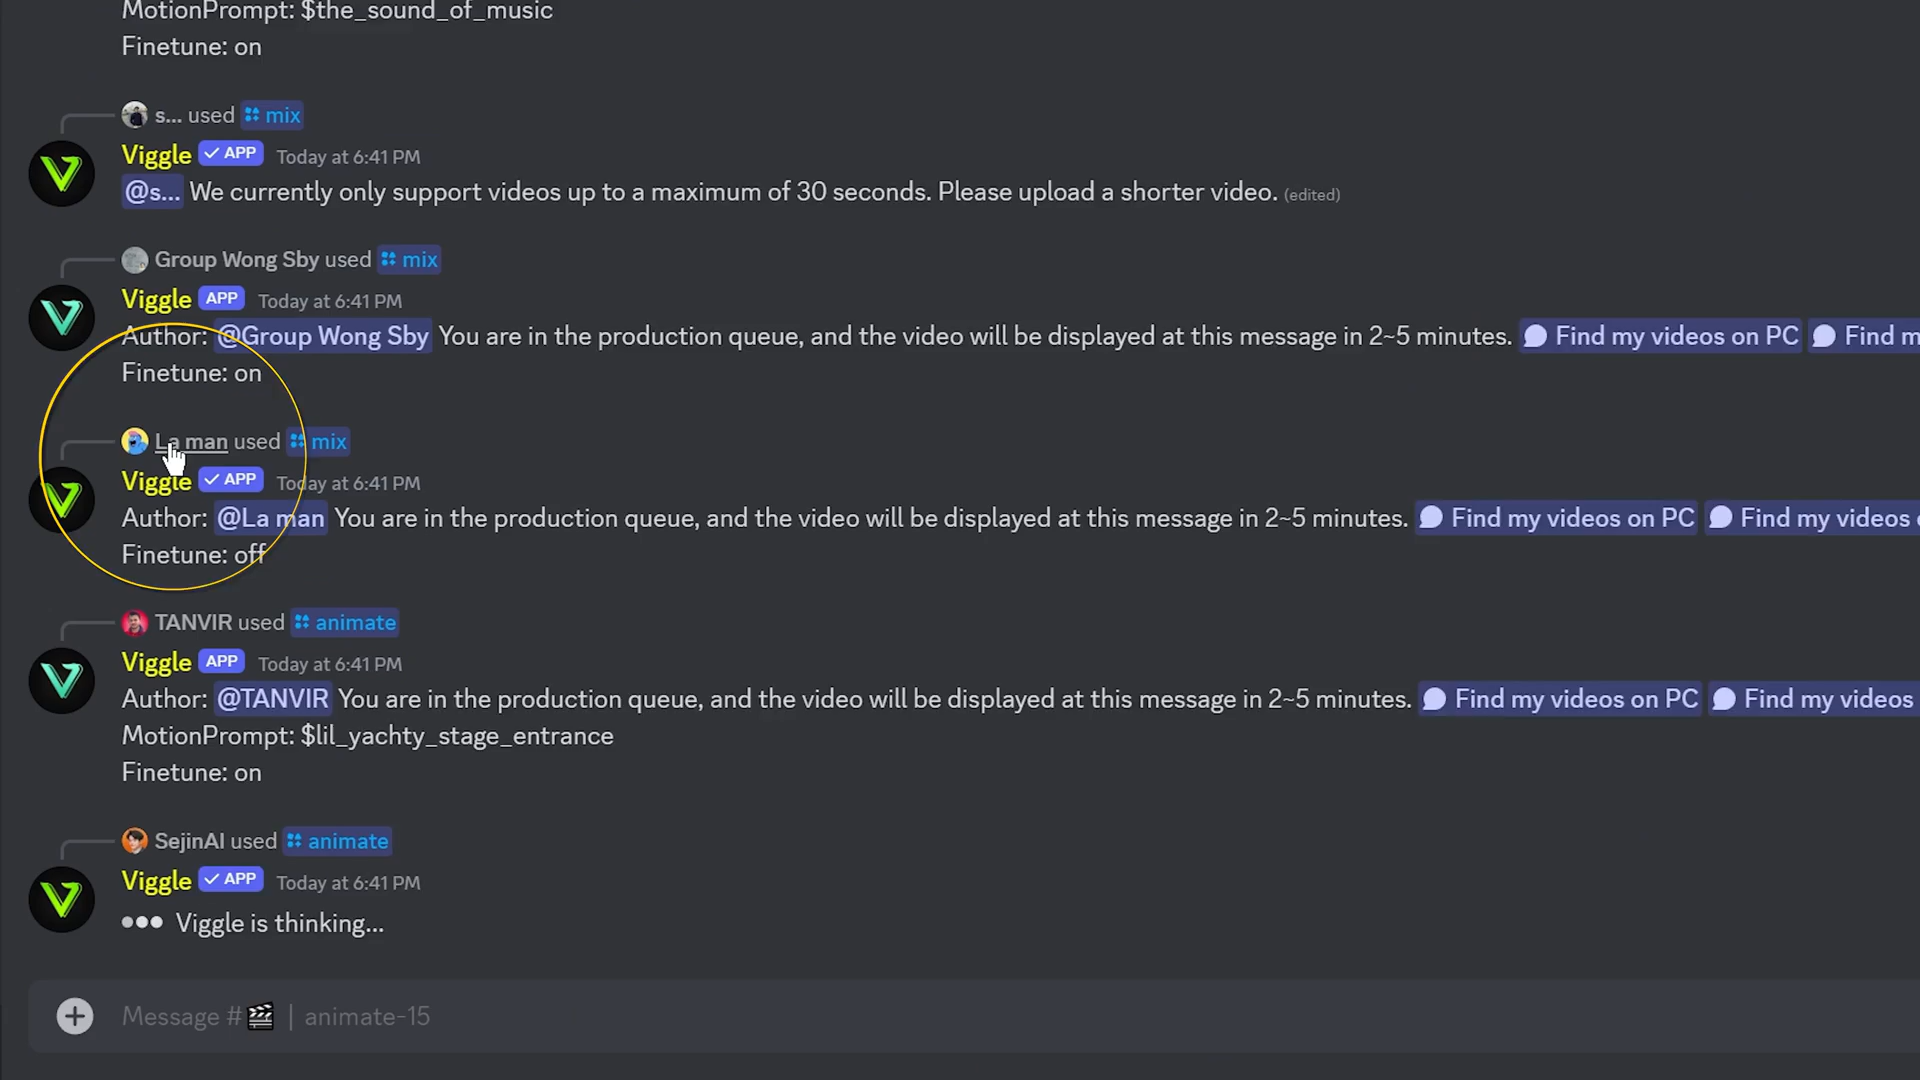 MotionPrompt: $the_sound_of_music
Finetune: on
s... used mix
Viggle APP Today at 6:41 PM
@s... We currently only support videos up to a maximum of 30 seconds. Please upload a shorter video. (edited)
Group Wong Sby used mix
Viggle APP Today at 6:41 PM
Author: @Group Wong Sby You are in the production queue, and the video will be displayed at this message in 2~5 minutes. Find my videos on PC Find m
Finetune: on
La man used mix
Viggle APP Today at 6:41 PM
Author: @La man You are in the production queue, and the video will be displayed at this message in 2~5 minutes. Find my videos on PC Find my videos
Finetune: off
TANVIR used animate
Viggle APP Today at 6:41 PM
Author: @TANVIR You are in the production queue, and the video will be displayed at this message in 2~5 minutes. Find my videos on PC Find my videos
MotionPrompt: $lil_yachty_stage_entrance
Finetune: on
SejinAI used animate
Viggle APP Today at 6:41 PM
Viggle is thinking...
Message #🎬 | animate-15